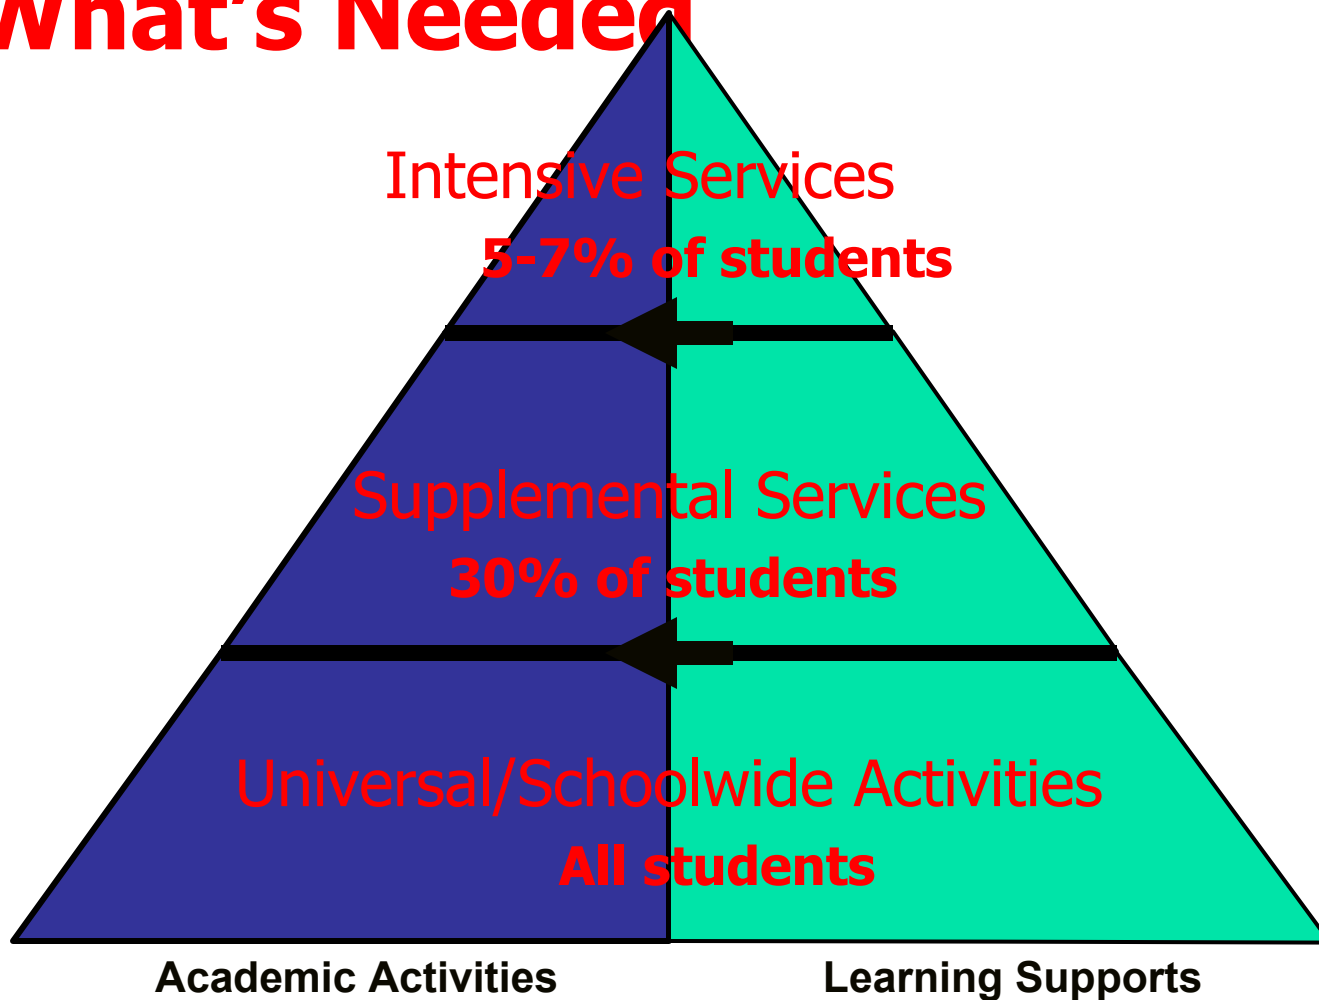 What's Needed
Intensive Services
5-7% of students
Supplemental Services
30% of students
Universal/Schoolwide Activities
All students
Academic Activities
Learning Supports